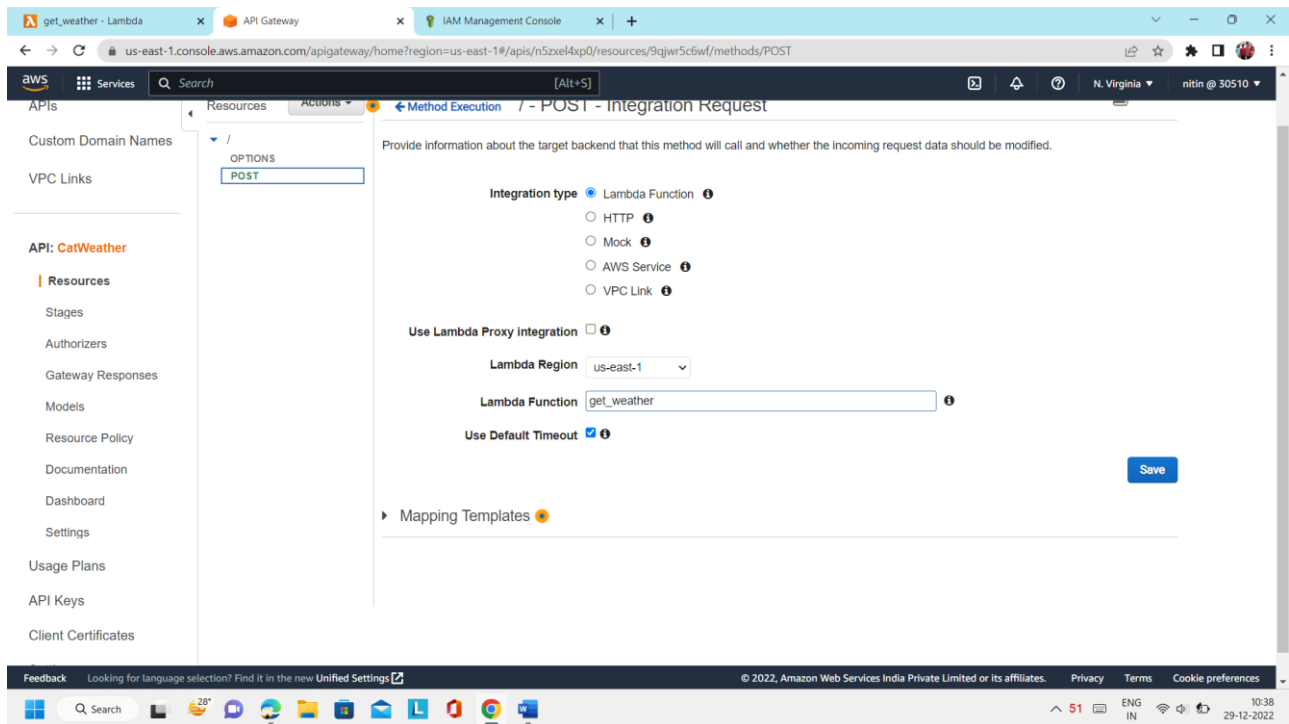 get_weather - Lambda
API Gateway
IAM Management Console
us-east-1.console.aws.amazon.com/apigateway/home?region=us-east-1#/apis/n5zxel4xp0/resources/9qjwr5c6wf/methods/POST
aws Services Search [Alt+S] N. Virginia nitin @ 30510
APIs
Custom Domain Names
VPC Links
API: CatWeather
Resources
Stages
Authorizers
Gateway Responses
Models
Resource Policy
Documentation
Dashboard
Settings
Usage Plans
API Keys
Client Certificates
Resources Actions
/
OPTIONS
POST
Method Execution / - POST - Integration Request
Provide information about the target backend that this method will call and whether the incoming request data should be modified.
Integration type Lambda Function
HTTP
Mock
AWS Service
VPC Link
Use Lambda Proxy integration
Lambda Region us-east-1
Lambda Function get_weather
Use Default Timeout
Save
Mapping Templates
Feedback Looking for language selection? Find it in the new Unified Settings © 2022, Amazon Web Services India Private Limited or its affiliates. Privacy Terms Cookie preferences
Search 28° 51 ENG 10:38
IN 29-12-2022